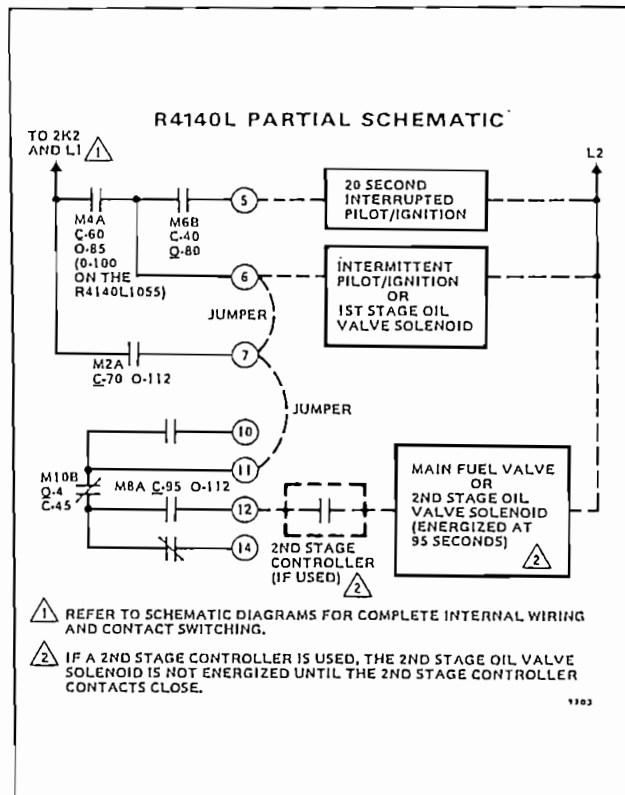 R4140L PARTIAL SCHEMATIC
TO 2K2
AND L1 1
L2
M4A
C-60
O-85
(0-100
ON THE
R4140L1055)
M6B
C-40
O-80
5
20 SECOND
INTERRUPTED
PILOT/IGNITION
6
INTERMITTENT
PILOT/IGNITION
OR
1ST STAGE OIL
VALVE SOLENOID
JUMPER
7
M2A
C-70 O-112
JUMPER
10
11
M10B
O-4
C-45
M8A C-95 O-112
12
14
2ND STAGE
CONTROLLER
(IF USED) 2
MAIN FUEL VALVE
OR
2ND STAGE OIL
VALVE SOLENOID
(ENERGIZED AT
95 SECONDS) 2
1 REFER TO SCHEMATIC DIAGRAMS FOR COMPLETE INTERNAL WIRING
AND CONTACT SWITCHING.
2 IF A 2ND STAGE CONTROLLER IS USED, THE 2ND STAGE OIL VALVE
SOLENOID IS NOT ENERGIZED UNTIL THE 2ND STAGE CONTROLLER
CONTACTS CLOSE.